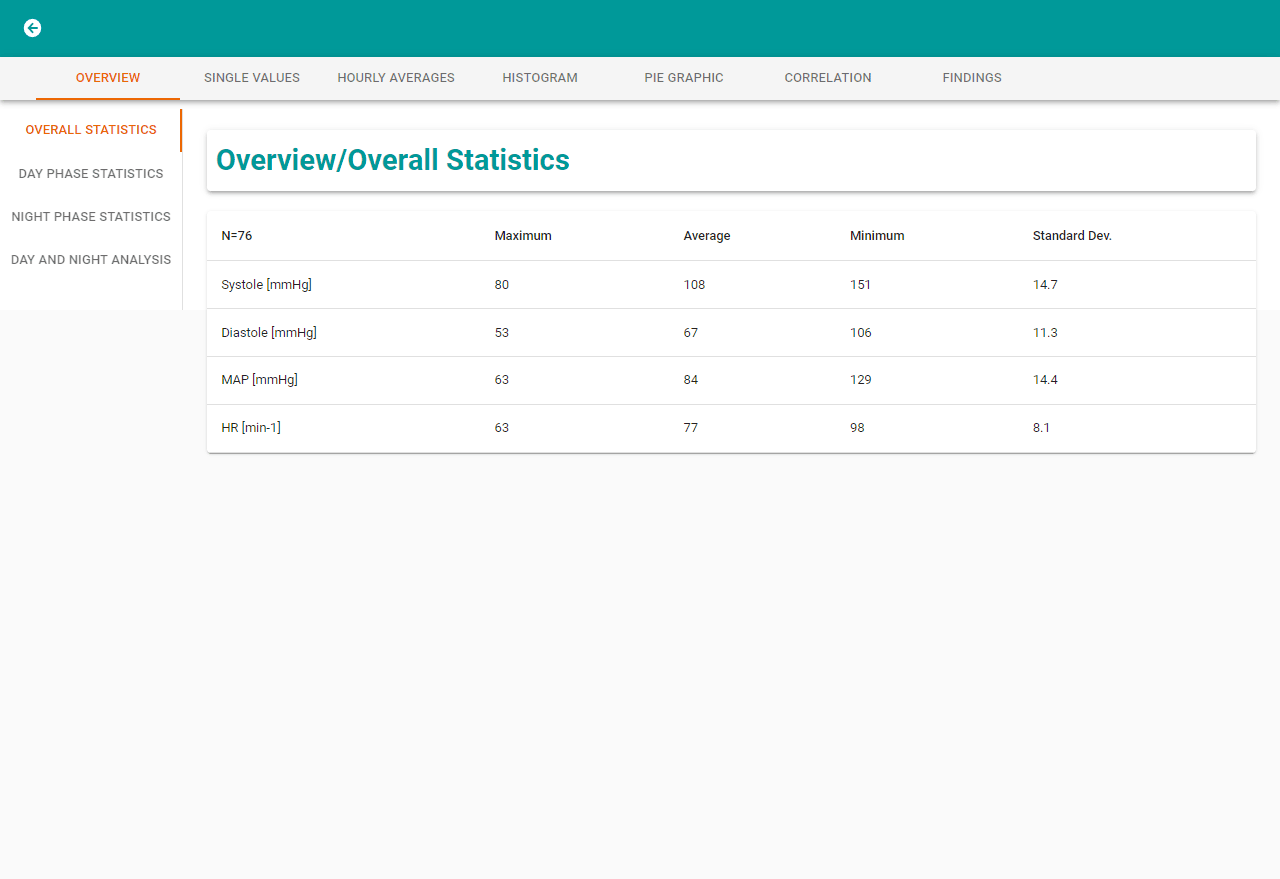 OVERVIEW SINGLE VALUES HOURLY AVERAGES HISTOGRAM PIE GRAPHIC CORRELATION FINDINGS
OVERALL STATISTICS
DAY PHASE STATISTICS
NIGHT PHASE STATISTICS
DAY AND NIGHT ANALYSIS
Overview/Overall Statistics
N=76 Maximum Average Minimum Standard Dev.
Systole [mmHg] 80 108 151 14.7
Diastole [mmHg] 53 67 106 11.3
MAP [mmHg] 63 84 129 14.4
HR [min-1] 63 77 98 8.1